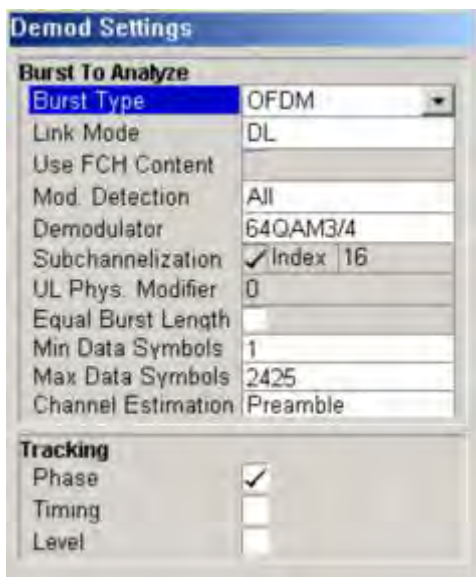 Demod Settings
Burst To Analyze
Burst Type OFDM
Link Mode DL
Use FCH Content
Mod. Detection All
Demodulator 64QAM3/4
Subchannelization ✓ Index 16
UL Phys. Modifier 0
Equal Burst Length
Min Data Symbols 1
Max Data Symbols 2425
Channel Estimation Preamble
Tracking
Phase ✓
Timing
Level